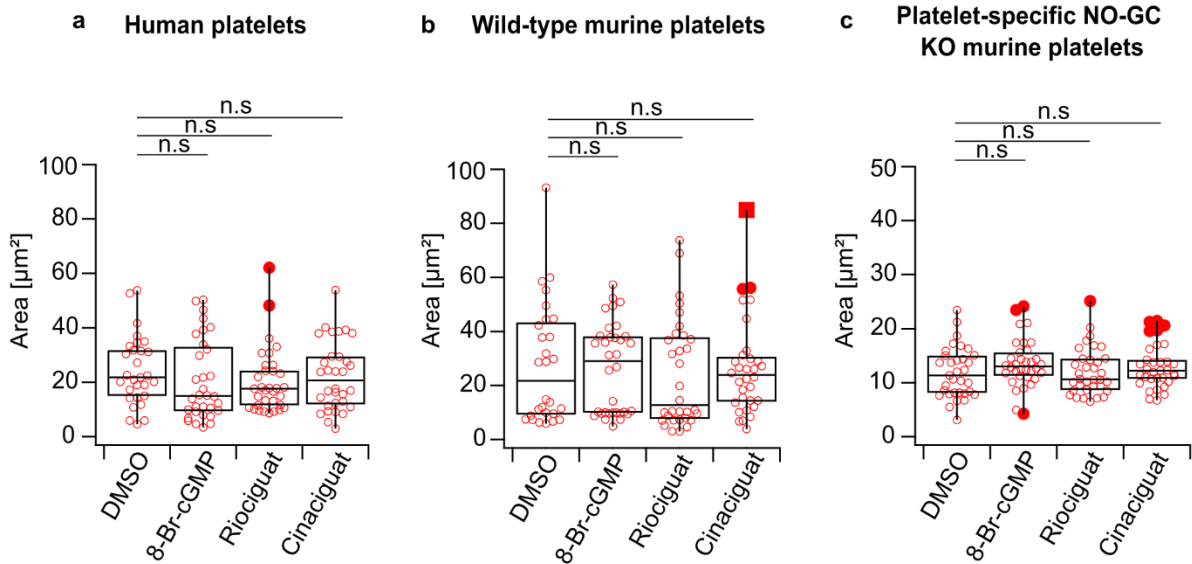 a Human platelets
n.s
n.s
n.s
Area [µm²]
100
80
60
40
20
0
DMSO
8-Br-cGMP
Riociguat
Cinaciguat
b Wild-type murine platelets
n.s
n.s
n.s
Area [µm²]
100
80
60
40
20
0
DMSO
8-Br-cGMP
Riociguat
Cinaciguat
c Platelet-specific NO-GC
KO murine platelets
n.s
n.s
n.s
Area [µm²]
50
40
30
20
10
0
DMSO
8-Br-cGMP
Riociguat
Cinaciguat